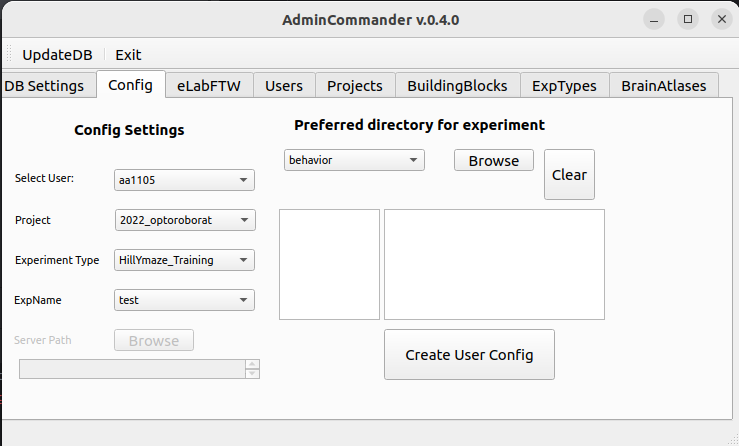 AdminCommander v.0.4.0
UpdateDB Exit
DB Settings Config eLabFTW Users Projects BuildingBlocks ExpTypes BrainAtlases
Config Settings
Preferred directory for experiment
behavior Browse Clear
Select User: aa1105
Project 2022_optoroborat
Experiment Type HillYmaze_Training
ExpName test
Server Path Browse
Create User Config